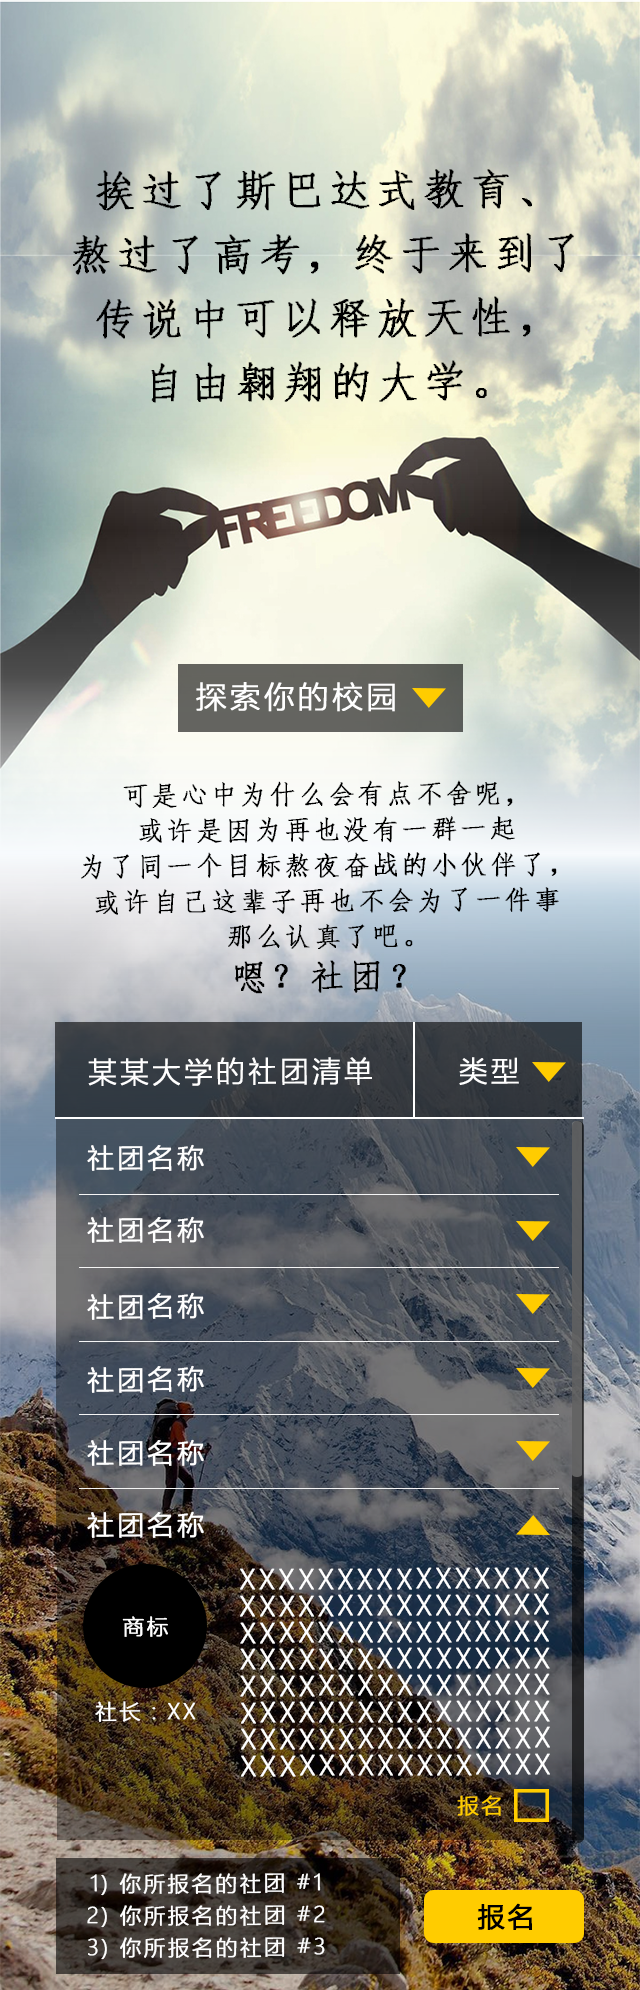 挨过了斯巴达式教育、
熬过了高考，终于来到了
传说中可以释放天性，
自由翱翔的大学。
FREEDOM
探索你的校园
可是心中为什么会有点不舍呢，
或许是因为再也没有一群一起
为了同一个目标熬夜奋战的小伙伴了，
或许自己这辈子再也不会为了一件事
那么认真了吧。
嗯？社团？
某某大学的社团清单 类型
社团名称
社团名称
社团名称
社团名称
社团名称
社团名称
XXXXXXXXXXXXXXXX
XXXXXXXXXXXXXXXX
XXXXXXXXXXXXXXXX
XXXXXXXXXXXXXXXX
XXXXXXXXXXXXXXXX
XXXXXXXXXXXXXXXX
XXXXXXXXXXXXXXXX
XXXXXXXXXXXXXXXX
商标
社长：XX
报名
1) 你所报名的社团 #1
2) 你所报名的社团 #2
3) 你所报名的社团 #3
报名